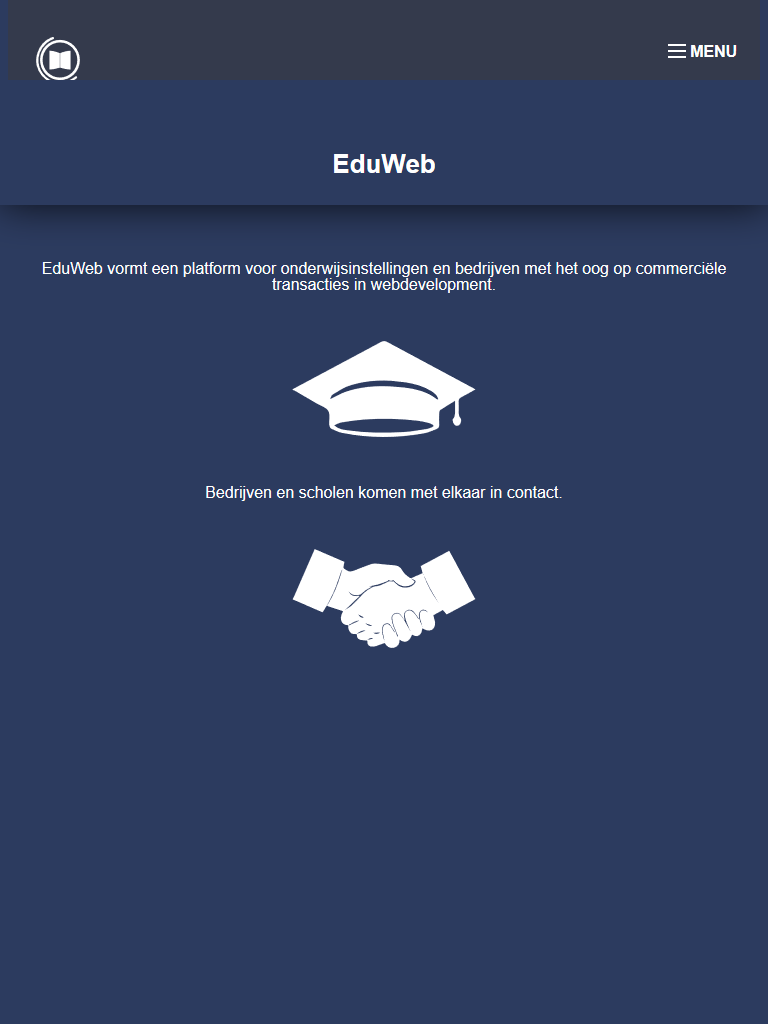 MENU
EduWeb
EduWeb vormt een platform voor onderwijsinstellingen en bedrijven met het oog op commerciële
transacties in webdevelopment.
Bedrijven en scholen komen met elkaar in contact.